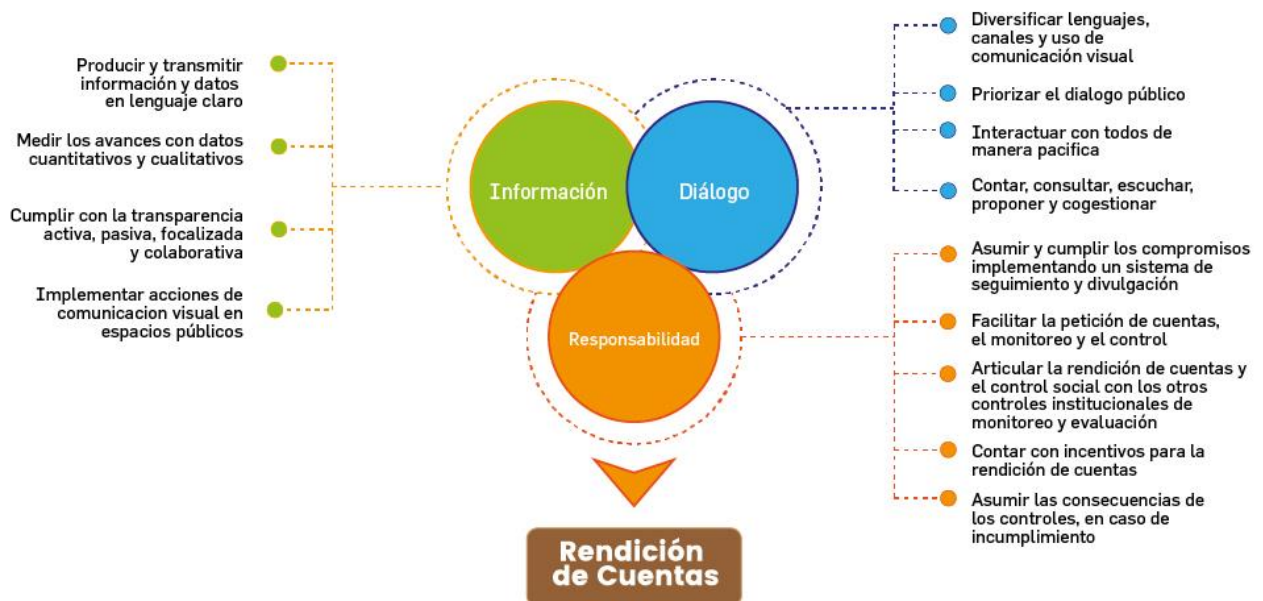 Producir y transmitir
información y datos
en lenguaje claro
Medir los avances con datos
cuantitativos y cualitativos
Cumplir con la transparencia
activa, pasiva, focalizada
y colaborativa
Implementar acciones de
comunicacion visual en
espacios públicos
Información
Diálogo
Responsabilidad
Diversificar lenguajes,
canales y uso de
comunicación visual
Priorizar el dialogo público
Interactuar con todos de
manera pacifica
Contar, consultar, escuchar,
proponer y cogestionar
Asumir y cumplir los compromisos
implementando un sistema de
seguimiento y divulgación
Facilitar la petición de cuentas,
el monitoreo y el control
Articular la rendición de cuentas y
el control social con los otros
controles institucionales de
monitoreo y evaluación
Contar con incentivos para la
rendición de cuentas
Asumir las consecuencias de
los controles, en caso de
incumplimiento
Rendición
de Cuentas